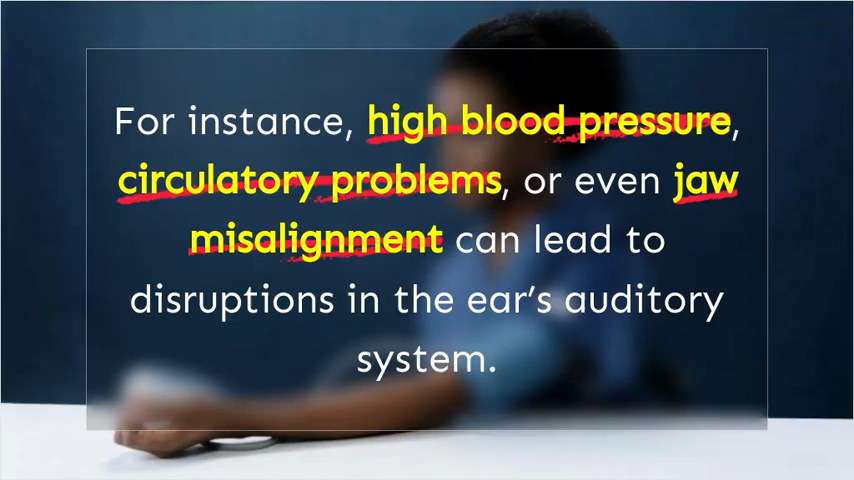 For instance, high blood pressure,
circulatory problems, or even jaw
misalignment can lead to
disruptions in the ear’s auditory
system.